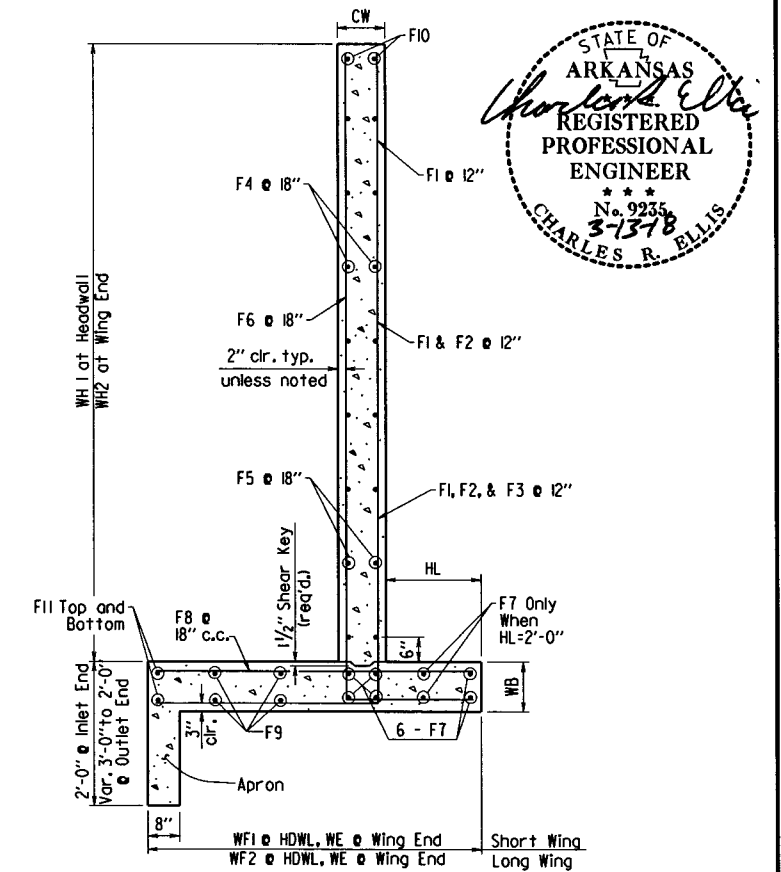 CW
F10
STATE OF
ARKANSAS
★ ★ ★
REGISTERED
PROFESSIONAL
ENGINEER
★ ★ ★
No. 9235
3-13-18
CHARLES R. ELLIS
Charles R. Ellis
F1 @ 12"
F4 @ 18"
F6 @ 18"
F1 & F2 @ 12"
2" clr. typ.
unless noted
WH1 at Headwall
WH2 at Wing End
F5 @ 18"
F1, F2, & F3 @ 12"
1 1/2" Shear Key
(req'd.)
HL
F11 Top and
Bottom
F8 @
18" c.c.
6"
F7 Only
When
HL=2'-0"
WB
2'-0" @ Inlet End
Var. 3'-0" to 2'-0"
@ Outlet End
3"
clr.
F9
6 - F7
Apron
8"
WF1 @ HDWL, WE @ Wing End Short Wing
WF2 @ HDWL, WE @ Wing End Long Wing